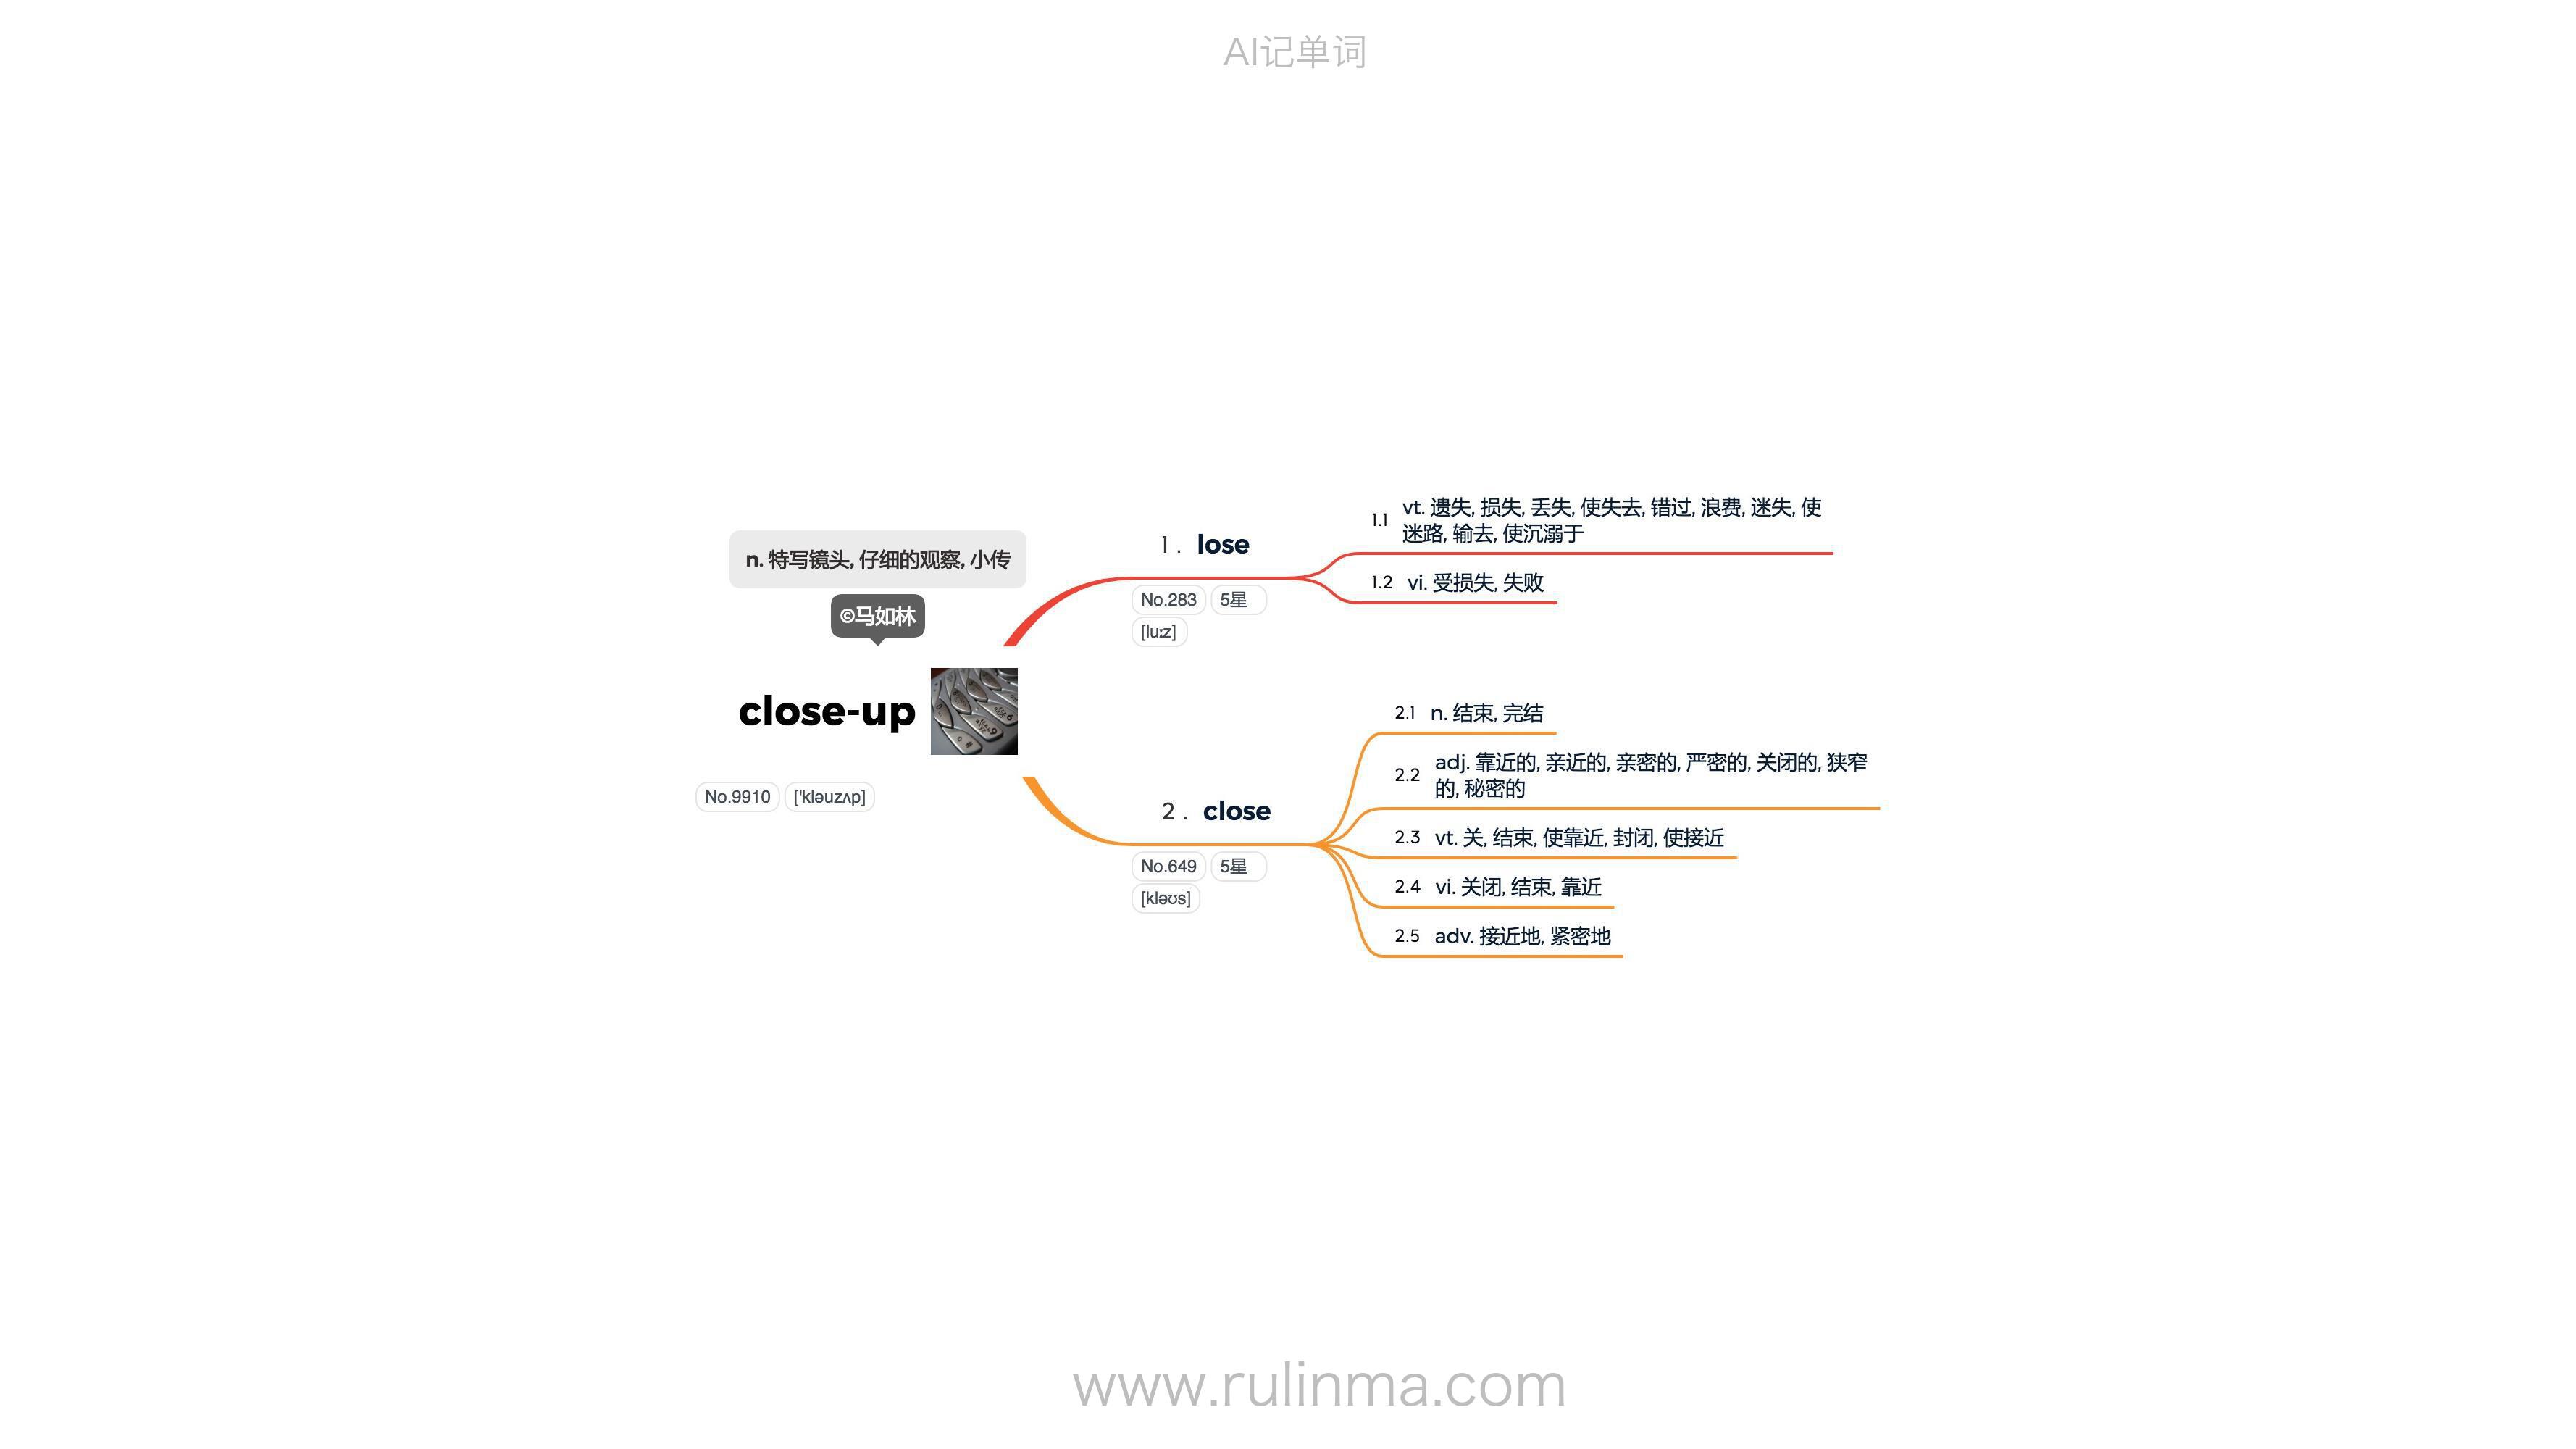 AI记单词
n. 特写镜头, 仔细的观察, 小传
©马如林
close-up
No.9910 ['kləuzʌp]
1 . lose
No.283 5星
[luːz]
1.1 vt. 遗失, 损失, 丢失, 使失去, 错过, 浪费, 迷失, 使
迷路, 输去, 使沉溺于
1.2 vi. 受损失, 失败
2 . close
No.649 5星
[kləʊs]
2.1 n. 结束, 完结
2.2 adj. 靠近的, 亲近的, 亲密的, 严密的, 关闭的, 狭窄
的, 秘密的
2.3 vt. 关, 结束, 使靠近, 封闭, 使接近
2.4 vi. 关闭, 结束, 靠近
2.5 adv. 接近地, 紧密地
www.rulinma.com